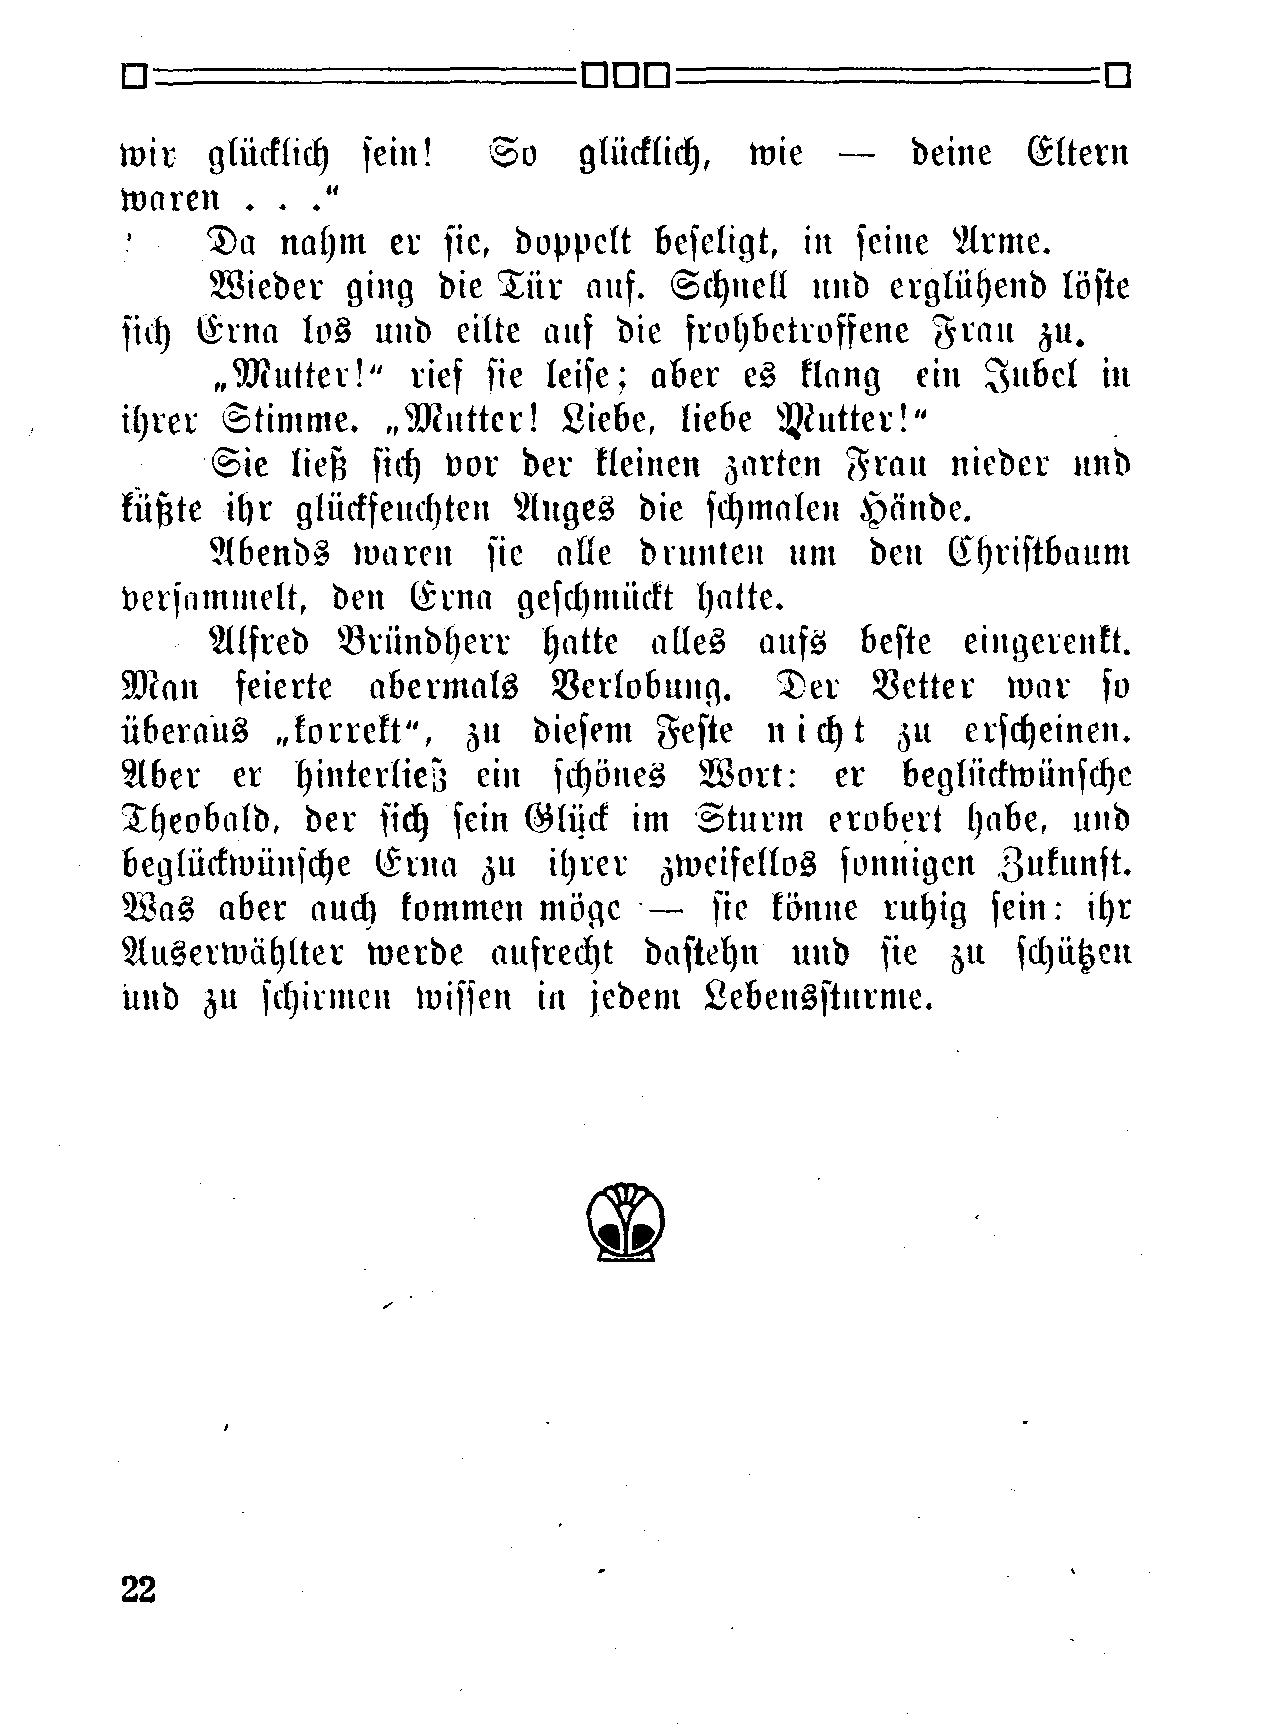 wir glücklich sein! So glücklich, wie — deine Eltern
waren . . .“
Da nahm er sie, doppelt beseligt, in seine Arme.
Wieder ging die Tür auf. Schnell und erglühend löste
sich Erna los und eilte auf die frohbetroffene Frau zu.
„Mutter!“ rief sie leise; aber es klang ein Jubel in
ihrer Stimme. „Mutter! Liebe, liebe Mutter!“
Sie ließ sich vor der kleinen zarten Frau nieder und
küßte ihr glückfeuchten Auges die schmalen Hände.
Abends waren sie alle drunten um den Christbaum
versammelt, den Erna geschmückt hatte.
Alfred Bründherr hatte alles aufs beste eingerenkt.
Man feierte abermals Verlobung. Der Vetter war so
überaus „korrekt“, zu diesem Feste nicht zu erscheinen.
Aber er hinterließ ein schönes Wort: er beglückwünsche
Theobald, der sich sein Glück im Sturm erobert habe, und
beglückwünsche Erna zu ihrer zweifellos sonnigen Zukunft.
Was aber auch kommen möge — sie könne ruhig sein: ihr
Auserwählter werde aufrecht dastehn und sie zu schützen
und zu schirmen wissen in jedem Lebenssturme.
22